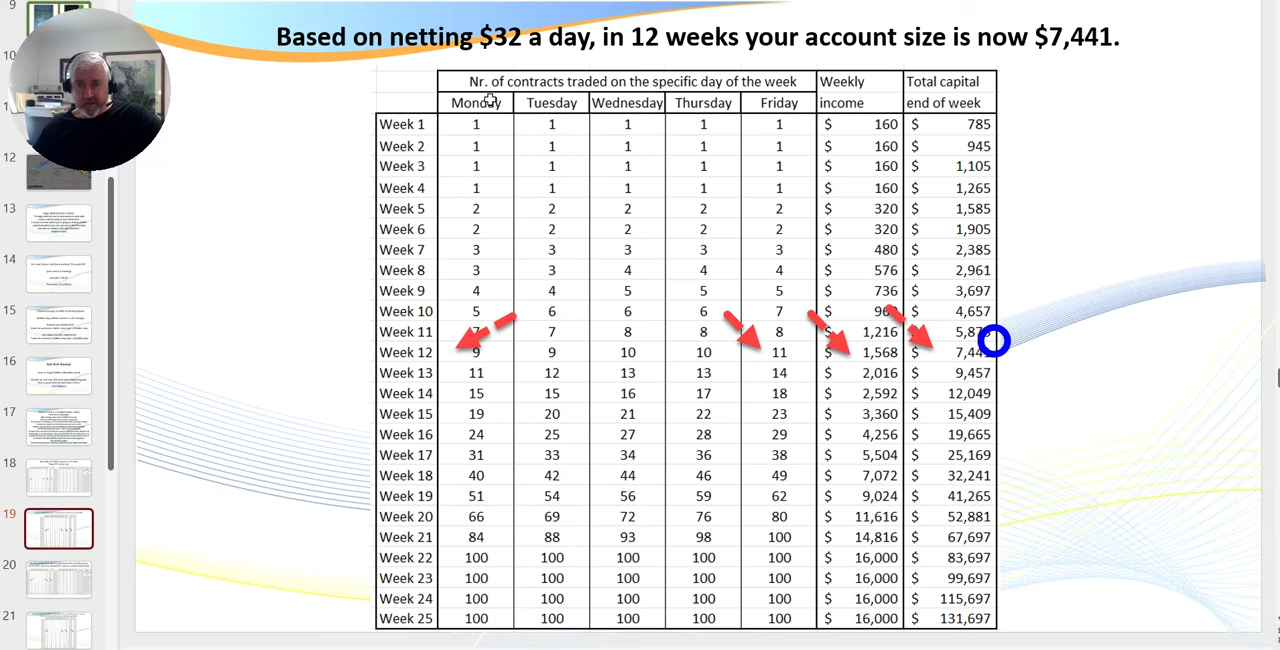 Based on netting $32 a day, in 12 weeks your account size is now $7,441.
Nr. of contracts traded on the specific day of the week Weekly Total capital
Monday Tuesday Wednesday Thursday Friday income end of week
Week 1 1 1 1 1 1 $ 160 $ 785
Week 2 1 1 1 1 1 $ 160 $ 945
Week 3 1 1 1 1 1 $ 160 $ 1,105
Week 4 1 1 1 1 1 $ 160 $ 1,265
Week 5 2 2 2 2 2 $ 320 $ 1,585
Week 6 2 2 2 2 2 $ 320 $ 1,905
Week 7 3 3 3 3 3 $ 480 $ 2,385
Week 8 3 3 4 4 4 $ 576 $ 2,961
Week 9 4 4 5 5 5 $ 736 $ 3,697
Week 10 5 6 6 6 7 $ $ 4,657
Week 11 7 7 8 8 $ 1,216 $
Week 12 9 9 10 10 11 $ 1,568 $ 7,441
Week 13 11 12 13 13 14 $ 2,016 $ 9,457
Week 14 15 15 16 17 18 $ 2,592 $ 12,049
Week 15 19 20 21 22 23 $ 3,360 $ 15,409
Week 16 24 25 27 28 29 $ 4,256 $ 19,665
Week 17 31 33 34 36 38 $ 5,504 $ 25,169
Week 18 40 42 44 46 49 $ 7,072 $ 32,241
Week 19 51 54 56 59 62 $ 9,024 $ 41,265
Week 20 66 69 72 76 80 $ 11,616 $ 52,881
Week 21 84 88 93 98 100 $ 14,816 $ 67,697
Week 22 100 100 100 100 100 $ 16,000 $ 83,697
Week 23 100 100 100 100 100 $ 16,000 $ 99,697
Week 24 100 100 100 100 100 $ 16,000 $ 115,697
Week 25 100 100 100 100 100 $ 16,000 $ 131,697
9
10
12
13
14
15
16
17
18
19
20
21